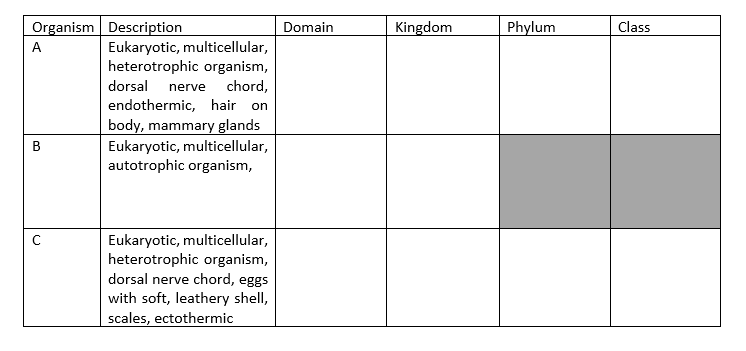 Organism Description Domain Kingdom Phylum Class
A Eukaryotic, multicellular,
heterotrophic organism,
dorsal nerve chord,
endothermic, hair on
body, mammary glands
B Eukaryotic, multicellular,
autotrophic organism,
C Eukaryotic, multicellular,
heterotrophic organism,
dorsal nerve chord, eggs
with soft, leathery shell,
scales, ectothermic